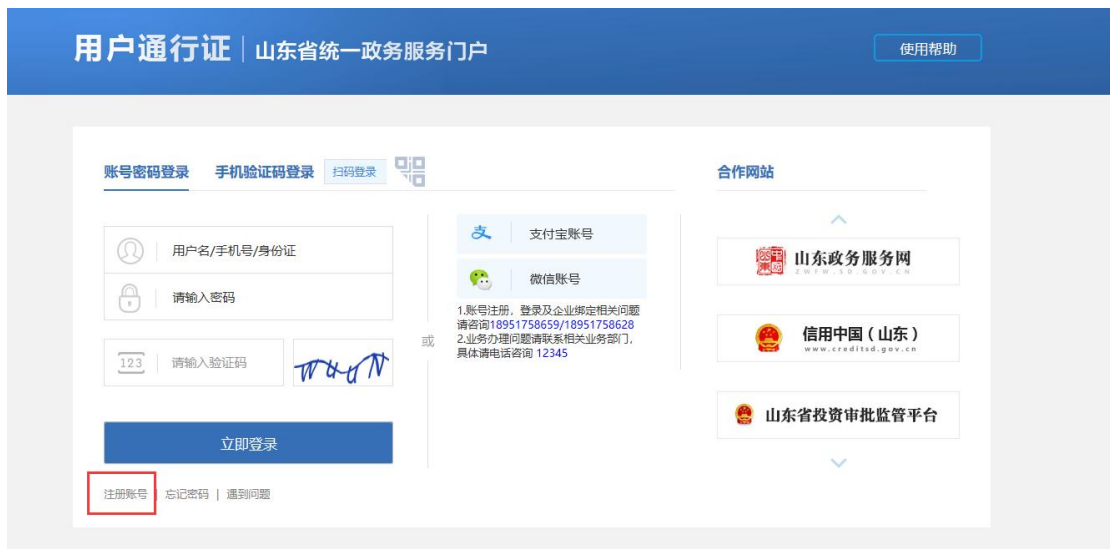 用户通行证 | 山东省统一政务服务门户
使用帮助
账号密码登录
手机验证码登录
扫码登录
用户名/手机号/身份证
请输入密码
123
请输入验证码
立即登录
注册账号 | 忘记密码 | 遇到问题
或
支付宝账号
微信账号
1.账号注册，登录及企业绑定相关问题
请咨询18951758659/18951758628
2.业务办理问题请联系相关业务部门，
具体请电话咨询 12345
合作网站
山东政务服务网
ZWFW.SD.GOV.CN
信用中国（山东）
www.creditsd.gov.cn
山东省投资审批监管平台